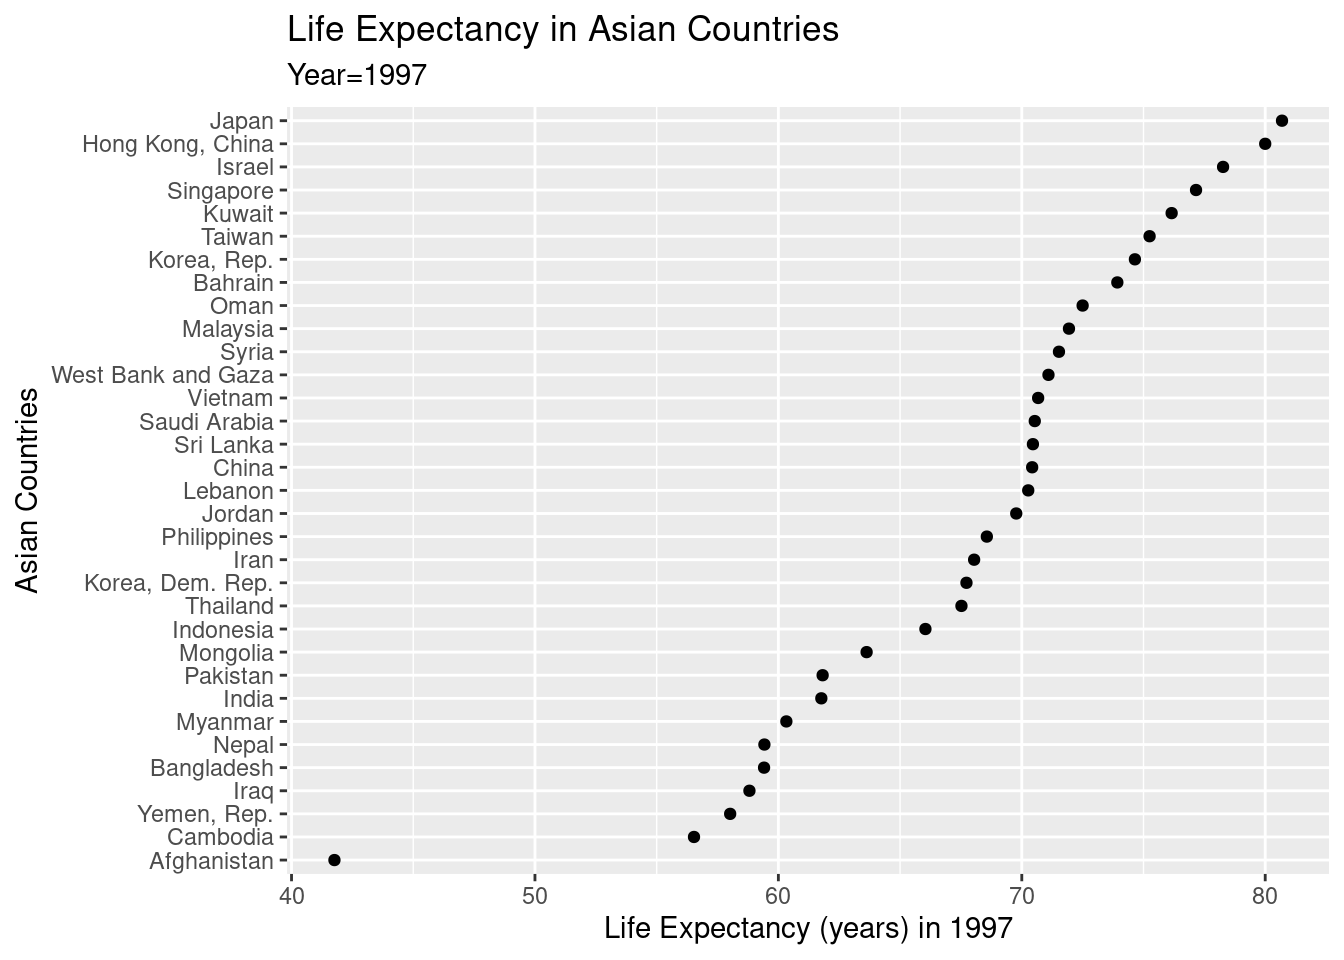 Life Expectancy in Asian Countries
Year=1997
Asian Countries
Japan
Hong Kong, China
Israel
Singapore
Kuwait
Taiwan
Korea, Rep.
Bahrain
Oman
Malaysia
Syria
West Bank and Gaza
Vietnam
Saudi Arabia
Sri Lanka
China
Lebanon
Jordan
Philippines
Iran
Korea, Dem. Rep.
Thailand
Indonesia
Mongolia
Pakistan
India
Myanmar
Nepal
Bangladesh
Iraq
Yemen, Rep.
Cambodia
Afghanistan
40 50 60 70 80
Life Expectancy (years) in 1997